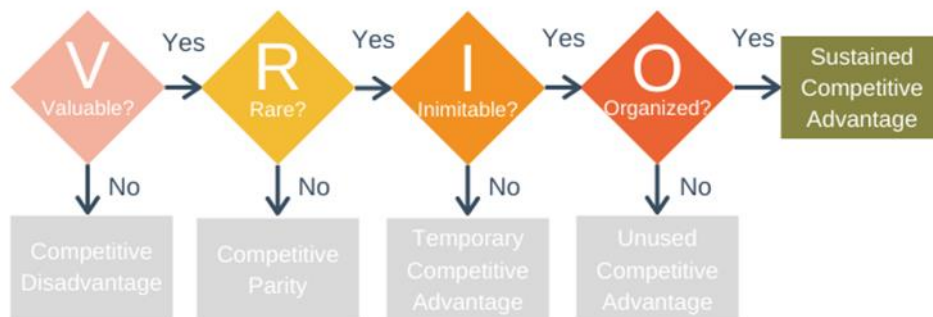 V
Valuable?
Yes
R
Rare?
Yes
I
Inimitable?
Yes
O
Organized?
Yes
Sustained
Competitive
Advantage
No
No
No
No
Competitive
Disadvantage
Competitive
Parity
Temporary
Competitive
Advantage
Unused
Competitive
Advantage